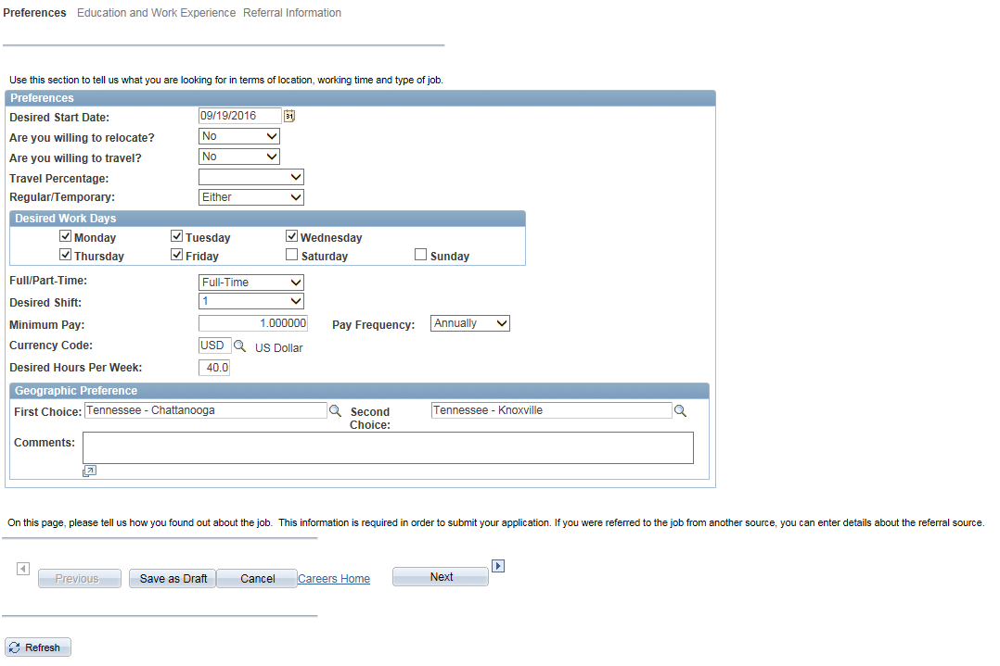 Preferences Education and Work Experience Referral Information
Use this section to tell us what you are looking for in terms of location, working time and type of job.
Preferences
Desired Start Date: 09/19/2016 31
Are you willing to relocate? No
Are you willing to travel? No
Travel Percentage:
Regular/Temporary: Either
Desired Work Days
Monday Tuesday Wednesday
Thursday Friday Saturday Sunday
Full/Part-Time: Full-Time
Desired Shift: 1
Minimum Pay: 1.000000 Pay Frequency: Annually
Currency Code: USD US Dollar
Desired Hours Per Week: 40.0
Geographic Preference
First Choice: Tennessee - Chattanooga Second Tennessee - Knoxville
Choice:
Comments:
On this page, please tell us how you found out about the job. This information is required in order to submit your application. If you were referred to the job from another source, you can enter details about the referral source.
Previous Save as Draft Cancel Careers Home Next
Refresh